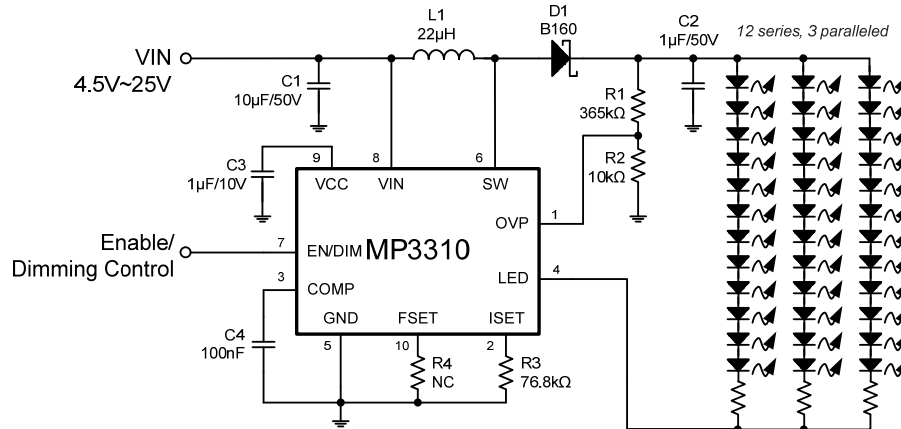 L1
22µH
D1
B160
C2
1µF/50V
12 series, 3 paralleled
VIN
4.5V~25V
C1
10µF/50V
R1
365kΩ
C3
1µF/10V
9
8
6
VCC
VIN
SW
R2
10kΩ
OVP
1
Enable/
Dimming Control
7
EN/DIM
MP3310
LED
4
3
COMP
GND
FSET
ISET
C4
100nF
5
10
2
R4
NC
R3
76.8kΩ